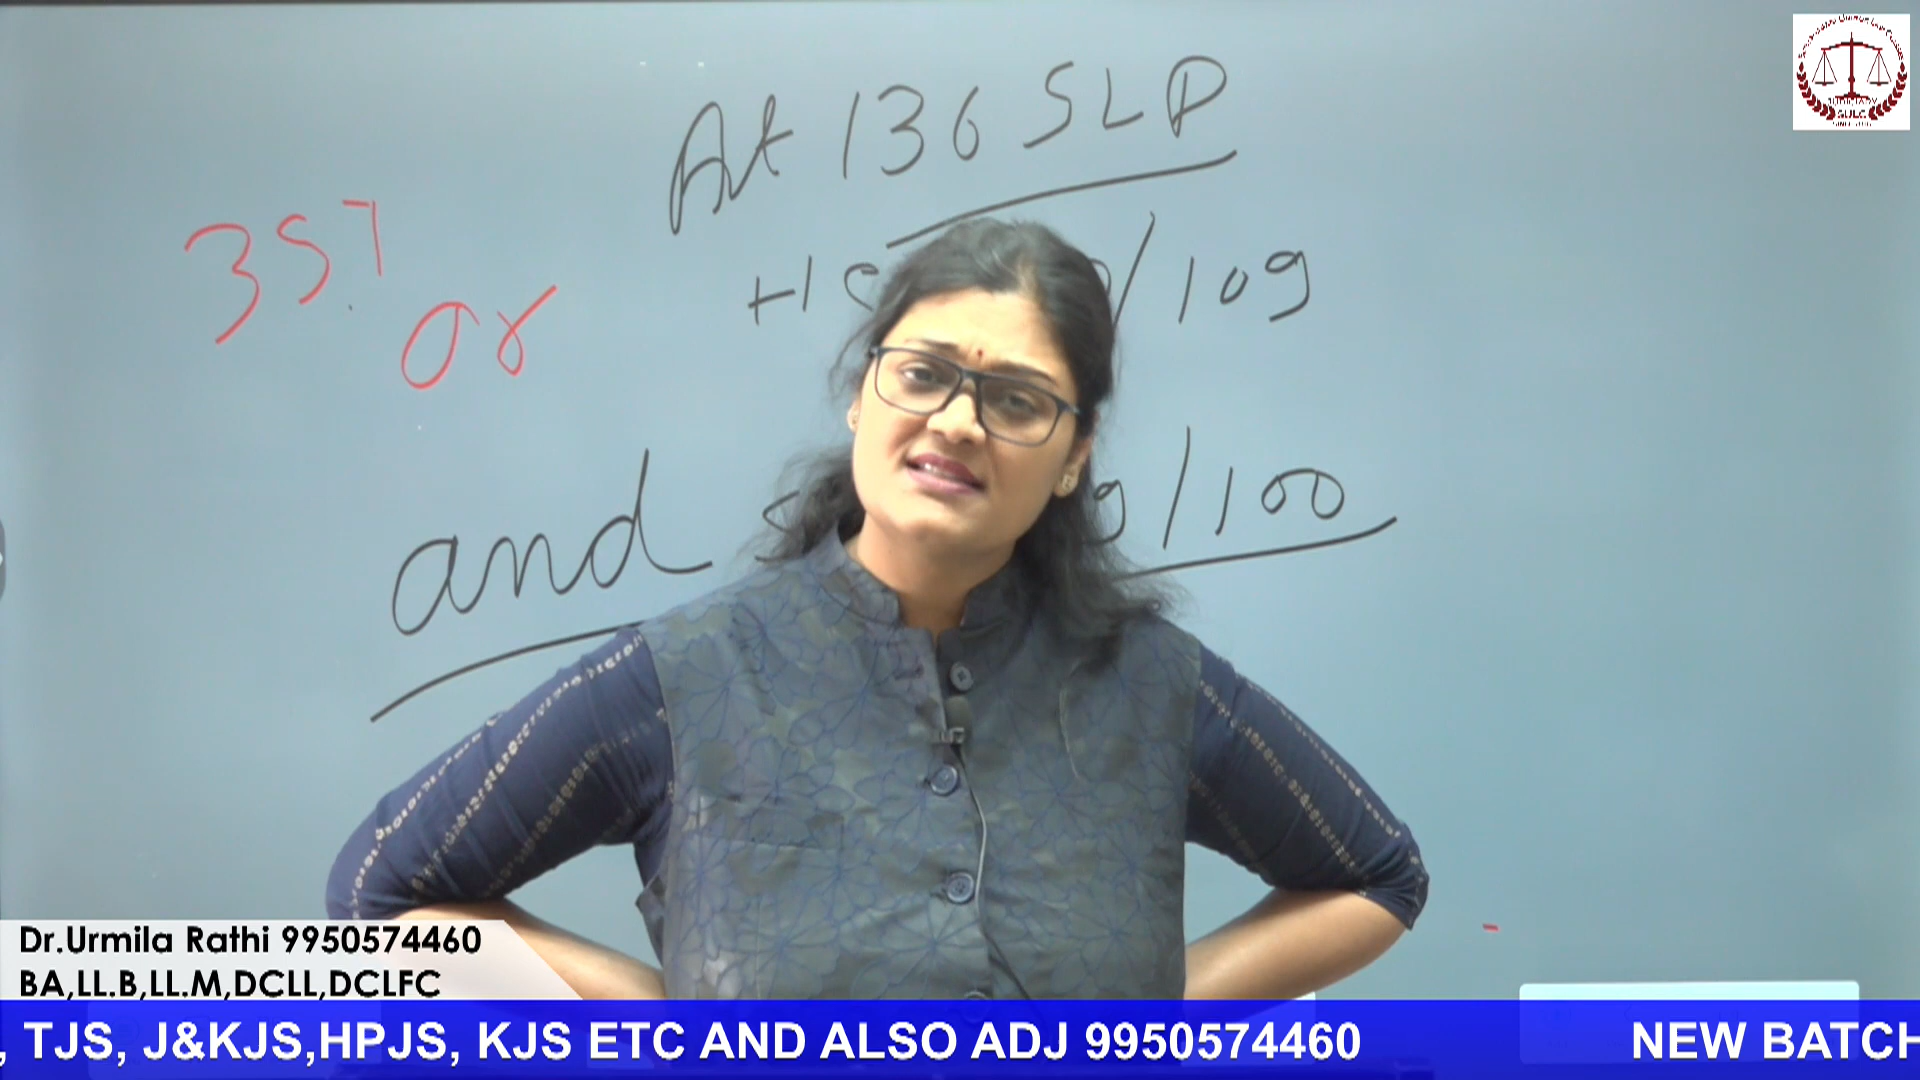 At 136 SLP
357
or
/109
and
/100
Dr.Urmila Rathi 9950574460
BA,LL.B,LL.M,DCLL,DCLFC
, TJS, J&KJS,HPJS, KJS ETC AND ALSO ADJ 9950574460 NEW BATCH